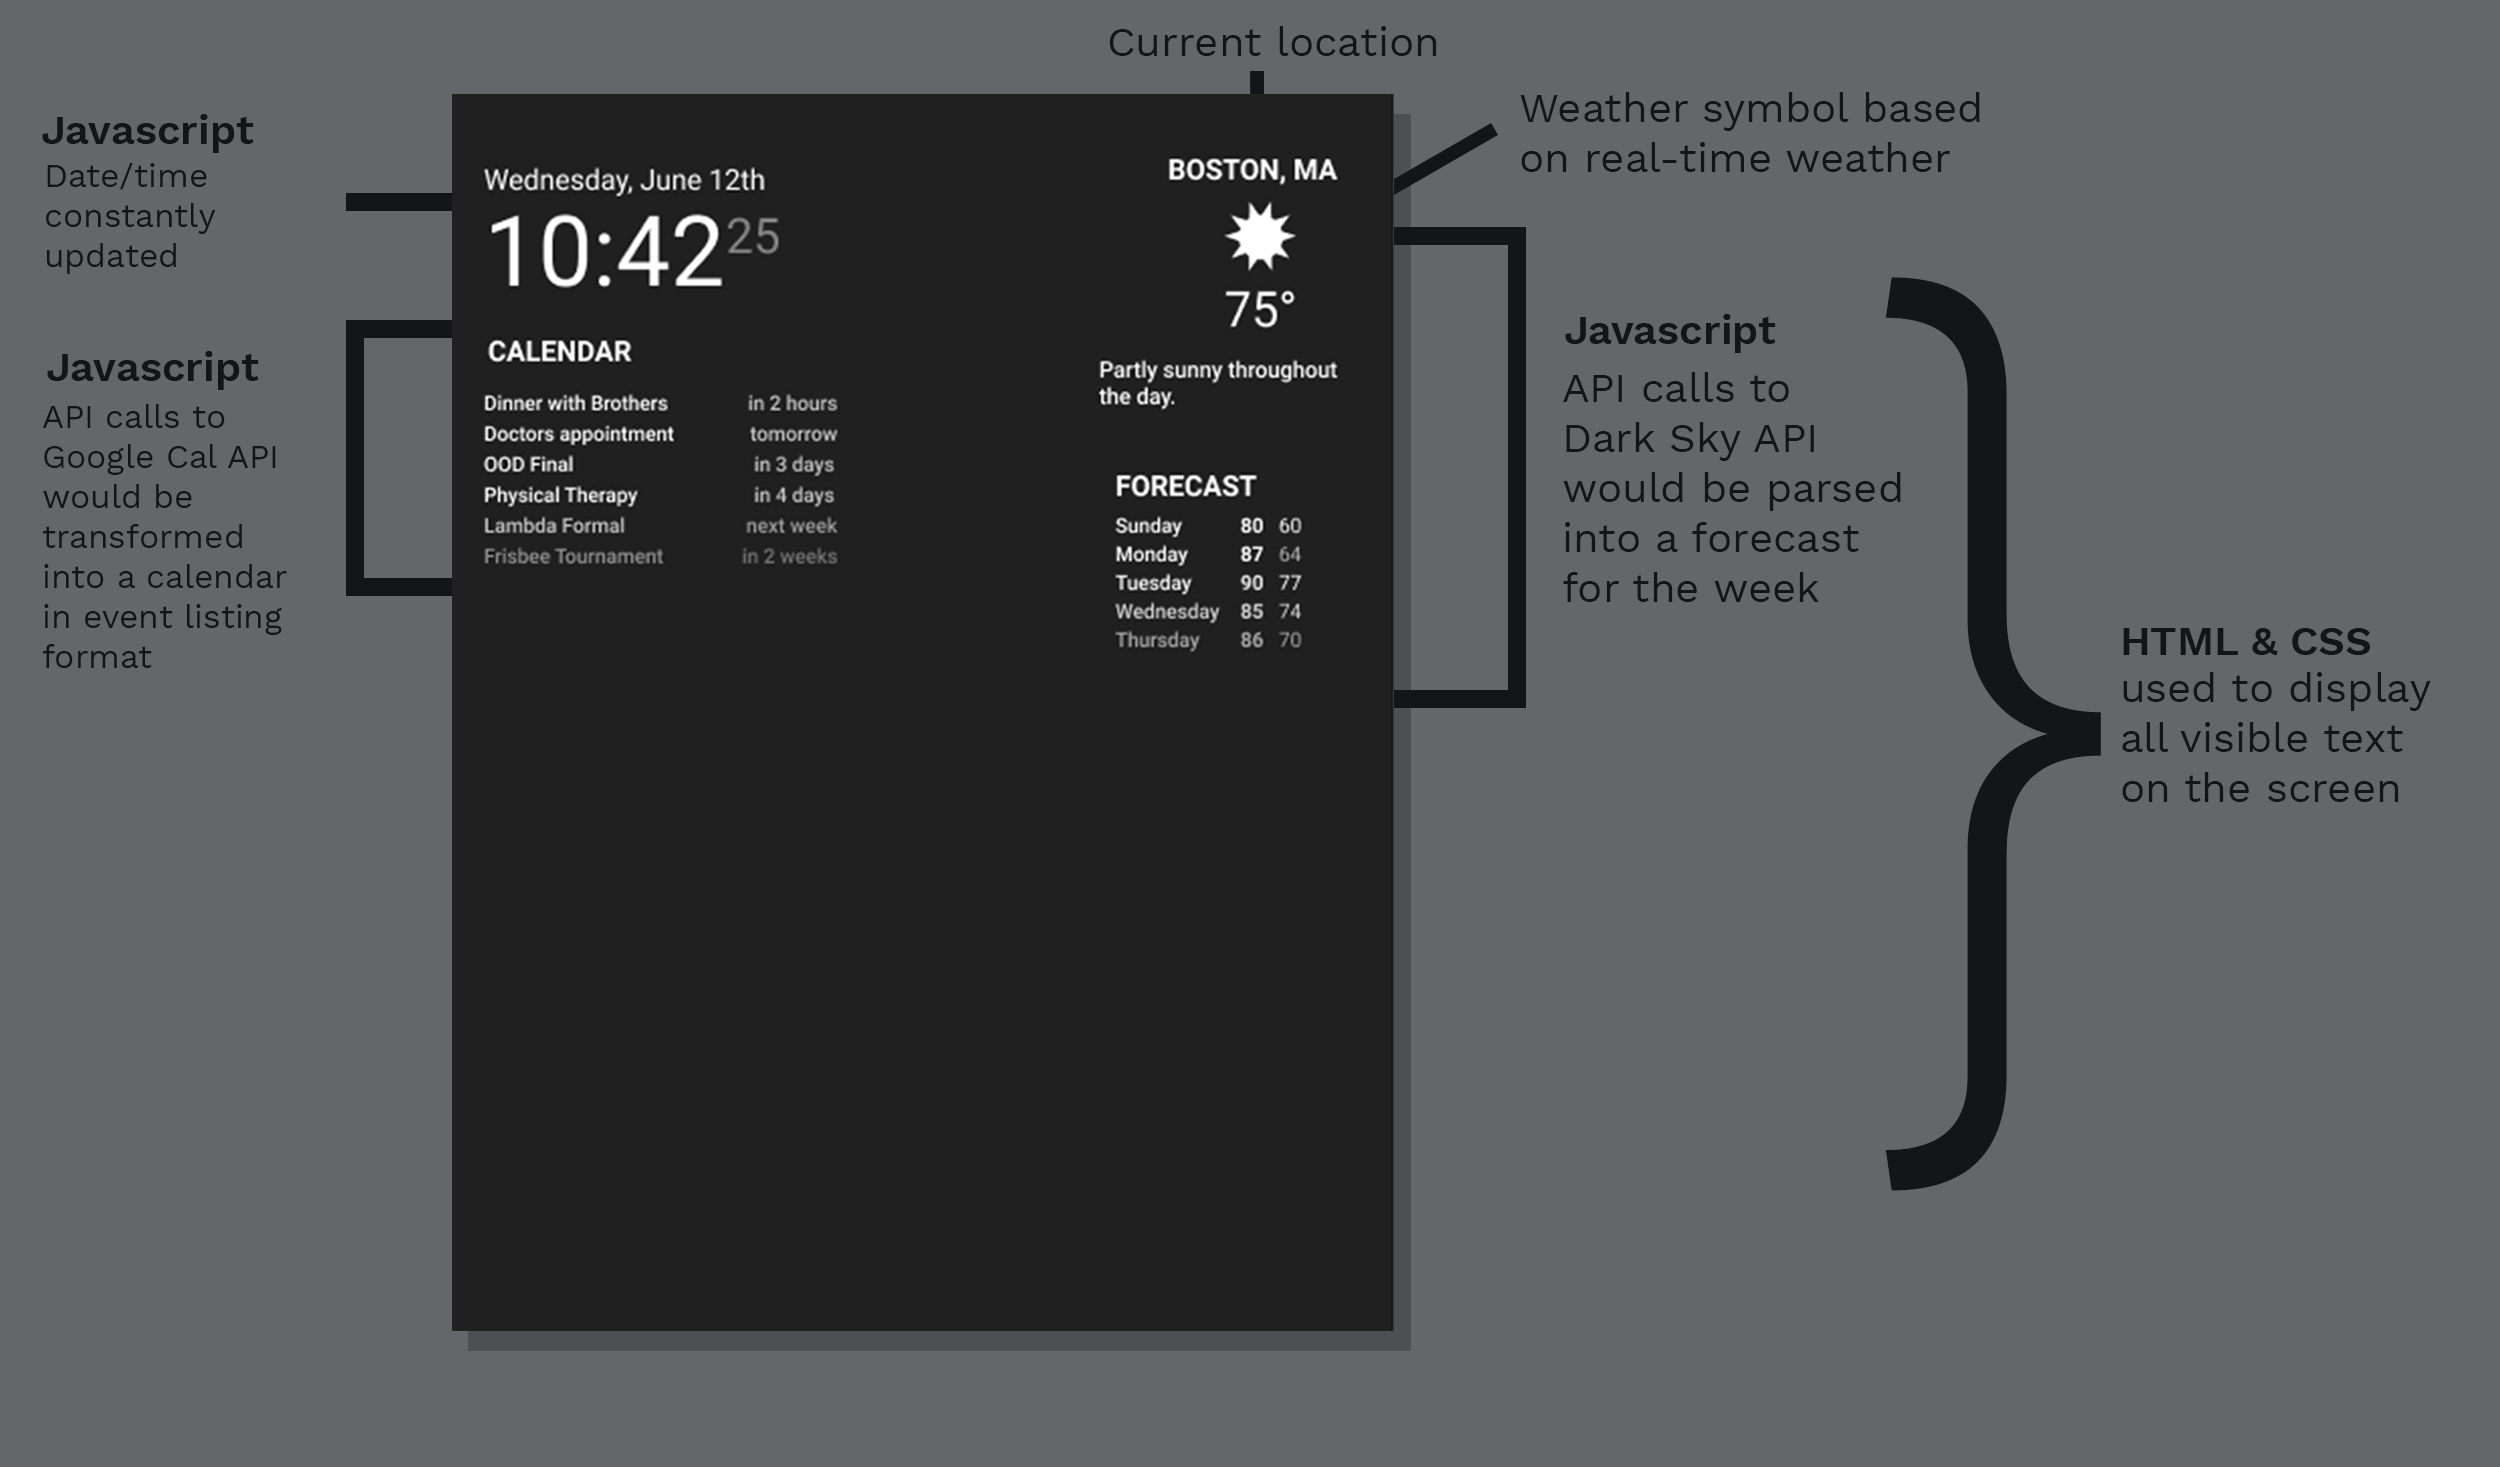 Current location
Javascript
Date/time
constantly
updated
Javascript
API calls to
Google Cal API
would be
transformed
into a calendar
in event listing
format
Wednesday, June 12th
10:42 25
CALENDAR
Dinner with Brothers in 2 hours
Doctors appointment tomorrow
OOD Final in 3 days
Physical Therapy in 4 days
Lambda Formal next week
Frisbee Tournament in 2 weeks
BOSTON, MA
75°
Partly sunny throughout
the day.
FORECAST
Sunday 80 60
Monday 87 64
Tuesday 90 77
Wednesday 85 74
Thursday 86 70
Weather symbol based
on real-time weather
Javascript
API calls to
Dark Sky API
would be parsed
into a forecast
for the week
HTML & CSS
used to display
all visible text
on the screen